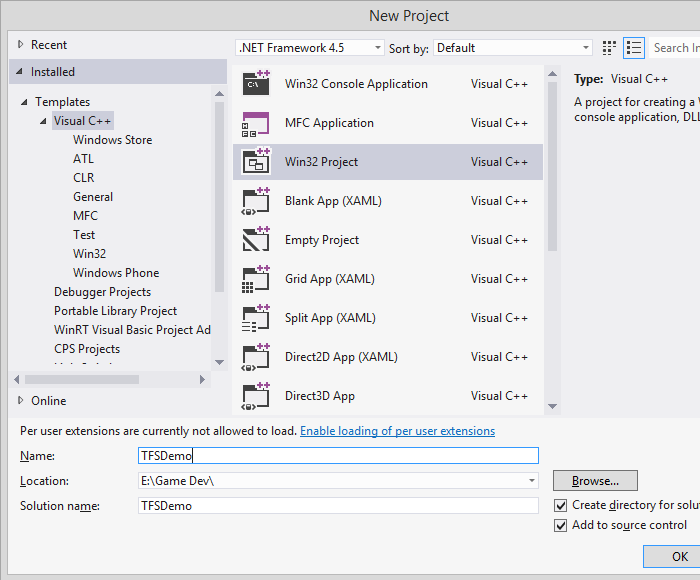 New Project
Recent
Installed
Templates
Visual C++
Windows Store
ATL
CLR
General
MFC
Test
Win32
Windows Phone
Debugger Projects
Portable Library Project
WinRT Visual Basic Project Ad
CPS Projects
Online
.NET Framework 4.5 Sort by: Default Search In
Win32 Console Application Visual C++
MFC Application Visual C++
Win32 Project Visual C++
Blank App (XAML) Visual C++
Empty Project Visual C++
Grid App (XAML) Visual C++
Split App (XAML) Visual C++
Direct2D App (XAML) Visual C++
Direct3D App Visual C++
Type: Visual C++
A project for creating a
console application, DLL
Per user extensions are currently not allowed to load. Enable loading of per user extensions
Name: TFSDemo
Location: E:\Game Dev\ Browse...
Solution name: TFSDemo
Create directory for solu
Add to source control
OK